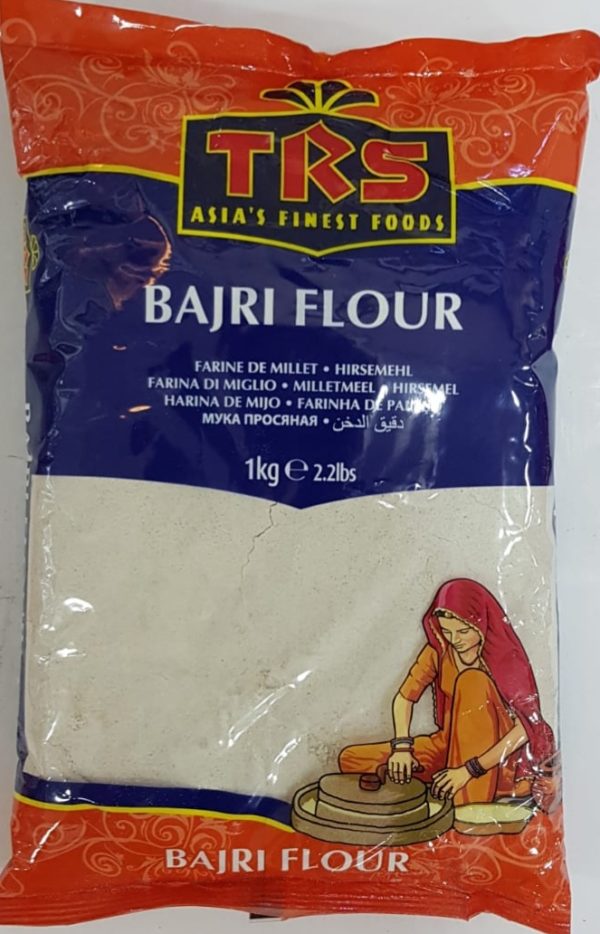 TRS
ASIA'S FINEST FOODS
BAJRI FLOUR
FARINE DE MILLET • HIRSEMEHL
FARINA DI MIGLIO • MILLETMEEL HIRSEMEL
HARINA DE MIJO • FARINHA DE
МУКА ПРОСЯНАЯ • دقيق الدخن
1kg ℮ 2.2lbs
BAJRI FLOUR